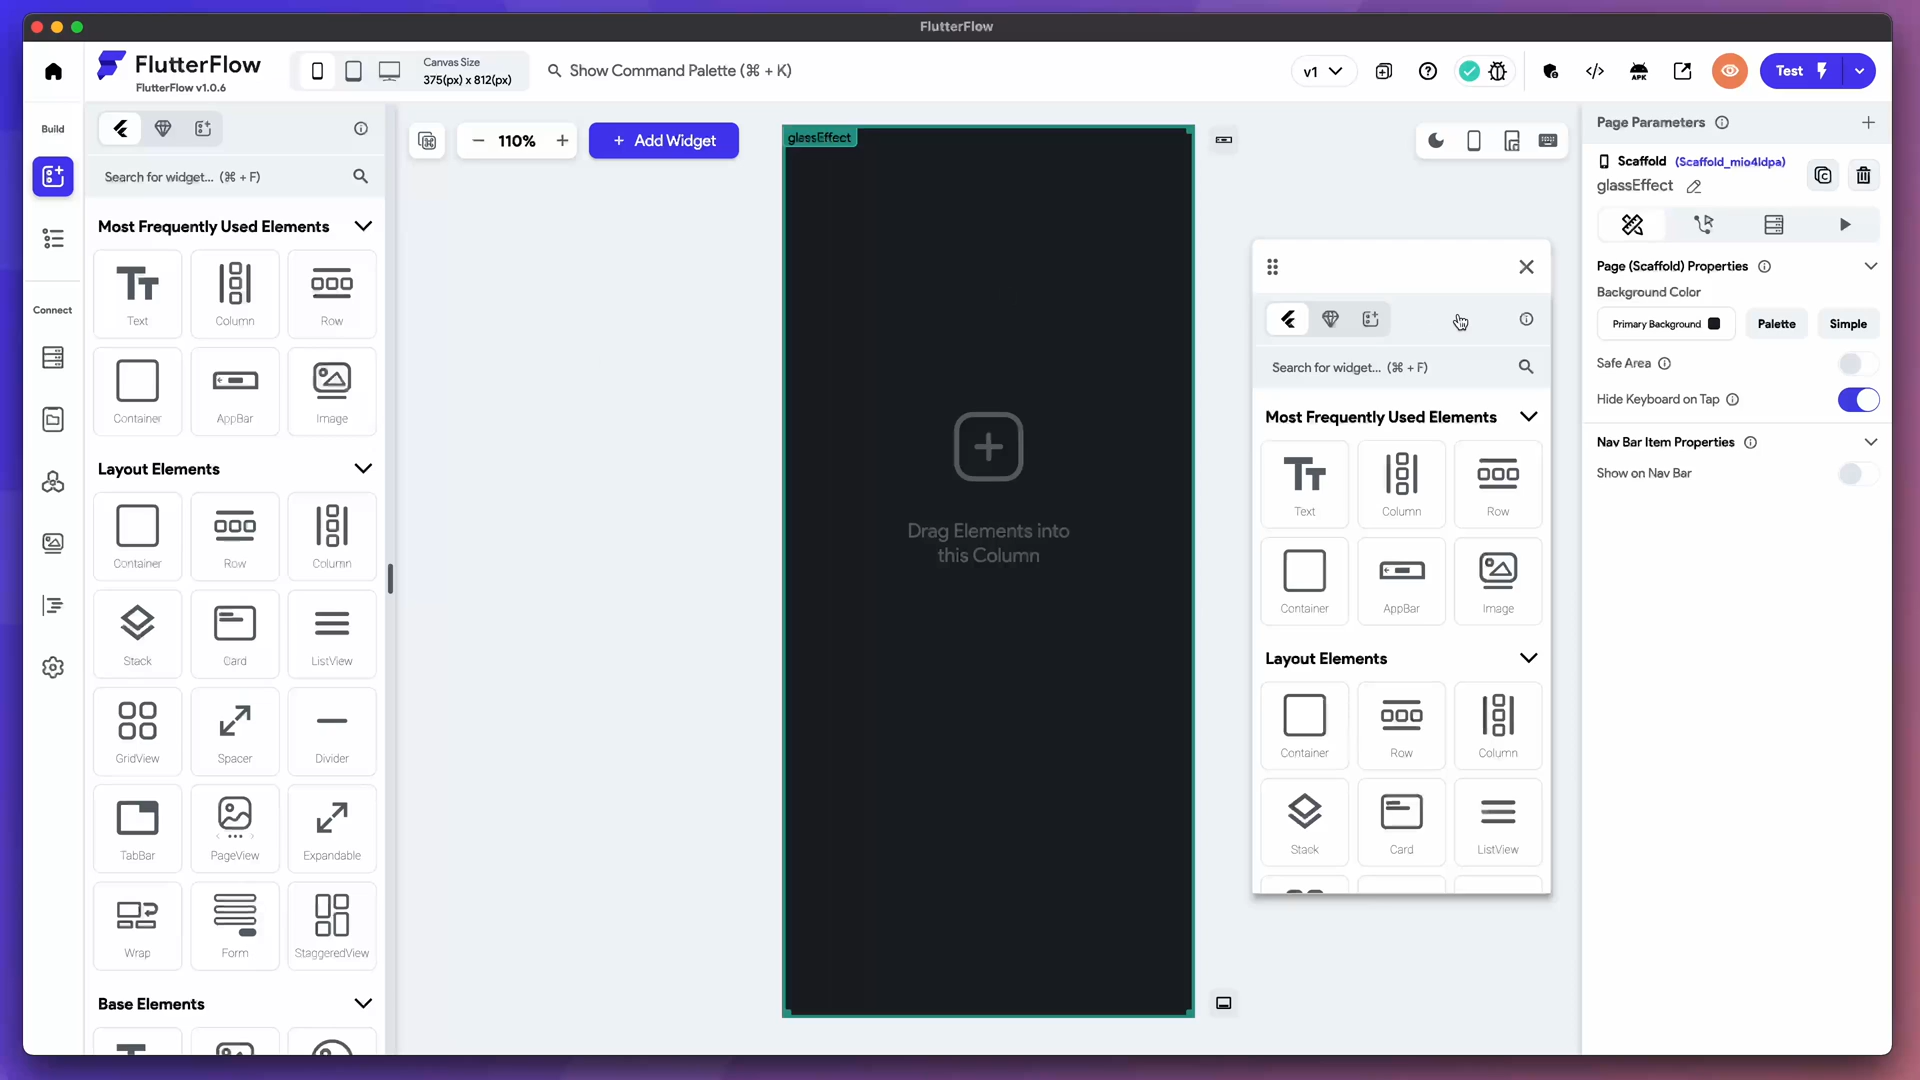 FlutterFlow
FlutterFlow
FlutterFlow v1.0.6
Canvas Size
375(px) x 812(px)
Show Command Palette (⌘ + K)
v1
APK
Test
Build
Connect
Search for widget... (⌘ + F)
Most Frequently Used Elements
Text
Column
Row
Container
AppBar
Image
Layout Elements
Container
Row
Column
Stack
Card
ListView
GridView
Spacer
Divider
TabBar
PageView
Expandable
Wrap
Form
StaggeredView
Base Elements
110%
+ Add Widget
glassEffect
Drag Elements into
this Column
Search for widget... (⌘ + F)
Most Frequently Used Elements
Text
Column
Row
Container
AppBar
Image
Layout Elements
Container
Row
Column
Stack
Card
ListView
Page Parameters
Scaffold (Scaffold_mio4ldpa)
glassEffect
Page (Scaffold) Properties
Background Color
Primary Background
Palette
Simple
Safe Area
Hide Keyboard on Tap
Nav Bar Item Properties
Show on Nav Bar